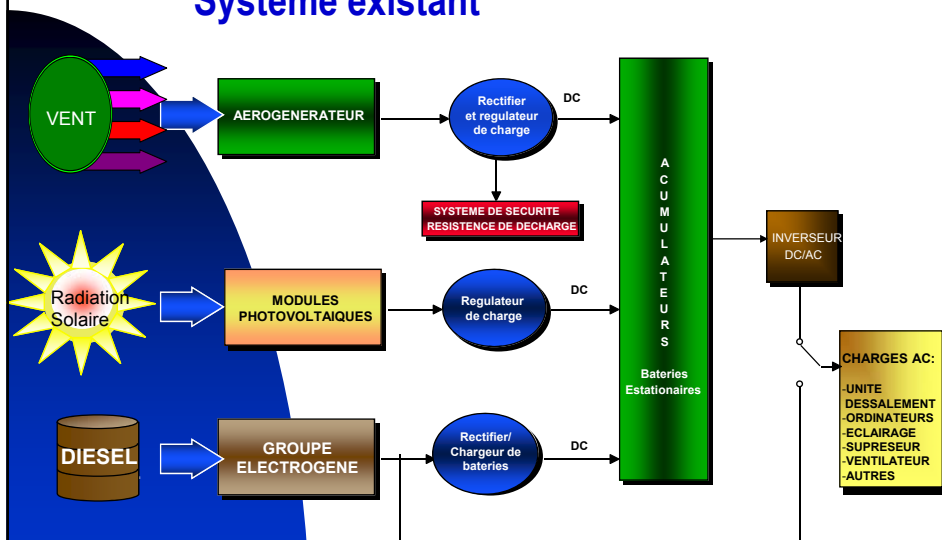 Système existant
VENT
AEROGENERATEUR
Rectifier
et regulateur
de charge
DC
SYSTEME DE SECURITE
RESISTENCE DE DECHARGE
Radiation
Solaire
MODULES
PHOTOVOLTAIQUES
Regulateur
de charge
DC
DIESEL
GROUPE
ELECTROGENE
Rectifier/
Chargeur de
bateries
DC
A
C
U
M
U
L
A
T
E
U
R
S
Bateries
Estationaires
INVERSEUR
DC/AC
CHARGES AC:
-UNITE
DESSALEMENT
-ORDINATEURS
-ECLAIRAGE
-SUPRESEUR
-VENTILATEUR
-AUTRES